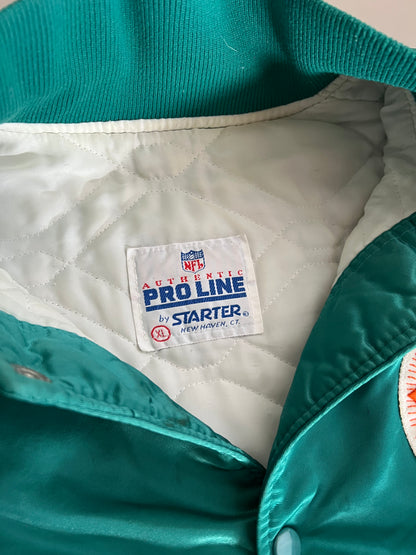 NFL
AUTHENTIC
PRO LINE
by STARTER®
XL
NEW HAVEN, CT.